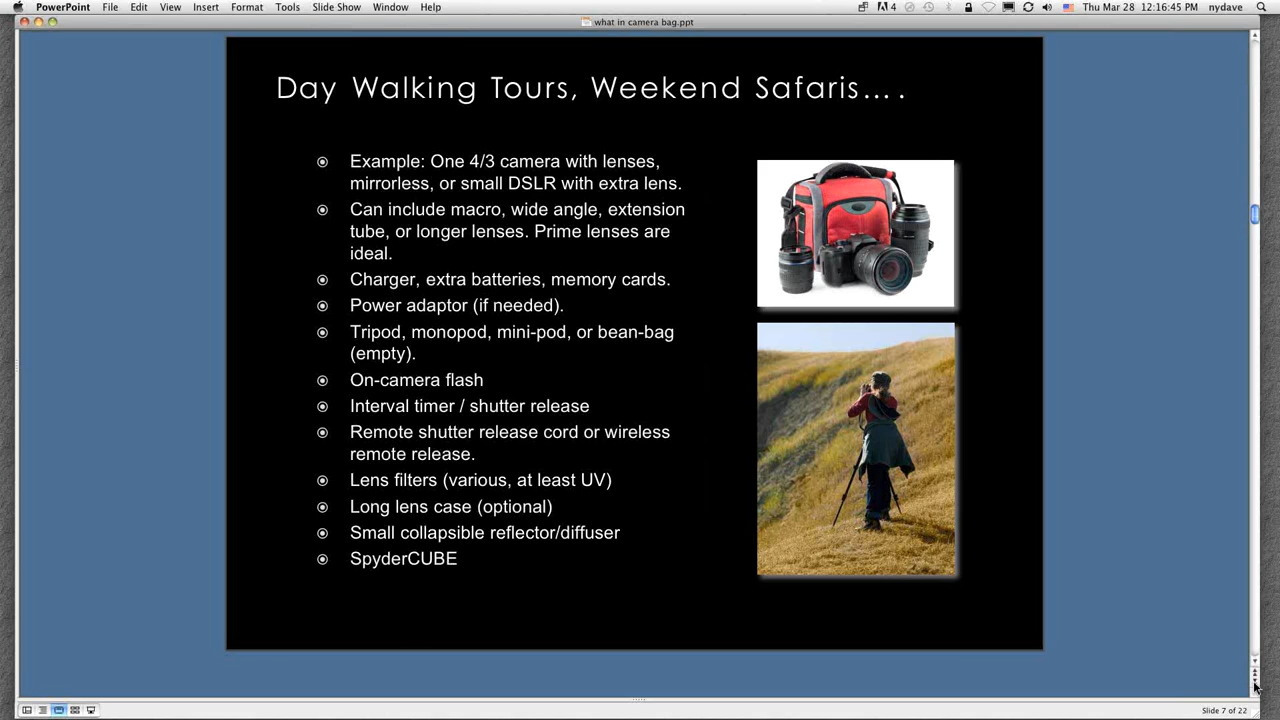 PowerPoint File Edit View Insert Format Tools Slide Show Window Help 4 Thu Mar 28 12:16:45 PM nydave
what in camera bag.ppt
Day Walking Tours, Weekend Safaris….
Example: One 4/3 camera with lenses,
mirrorless, or small DSLR with extra lens.
Can include macro, wide angle, extension
tube, or longer lenses. Prime lenses are
ideal.
Charger, extra batteries, memory cards.
Power adaptor (if needed).
Tripod, monopod, mini-pod, or bean-bag
(empty).
On-camera flash
Interval timer / shutter release
Remote shutter release cord or wireless
remote release.
Lens filters (various, at least UV)
Long lens case (optional)
Small collapsible reflector/diffuser
SpyderCUBE
Slide 7 of 22